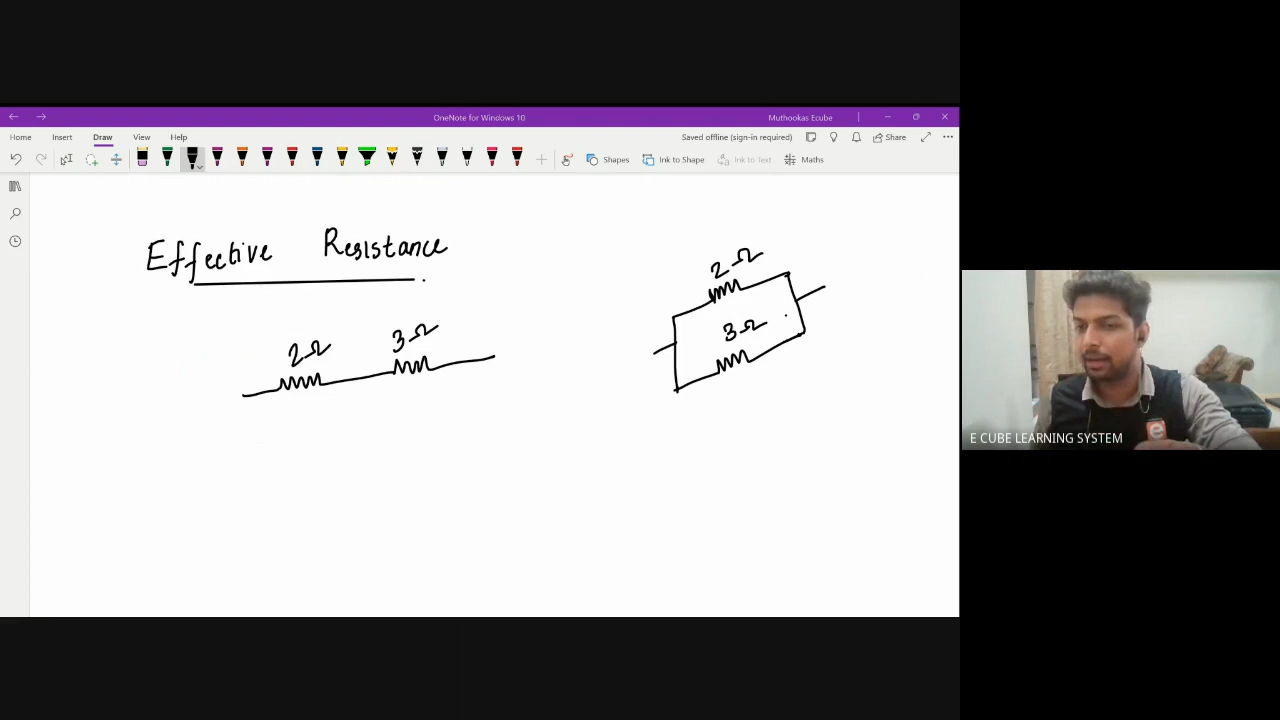 OneNote for Windows 10
Muthookas Ecube
Home Insert Draw View Help
Saved offline (sign-in required)
Share
Shapes
Ink to Shape
Ink to Text
Maths
Effective Resistance
2Ω
3Ω
2Ω
3Ω
E CUBE LEARNING SYSTEM